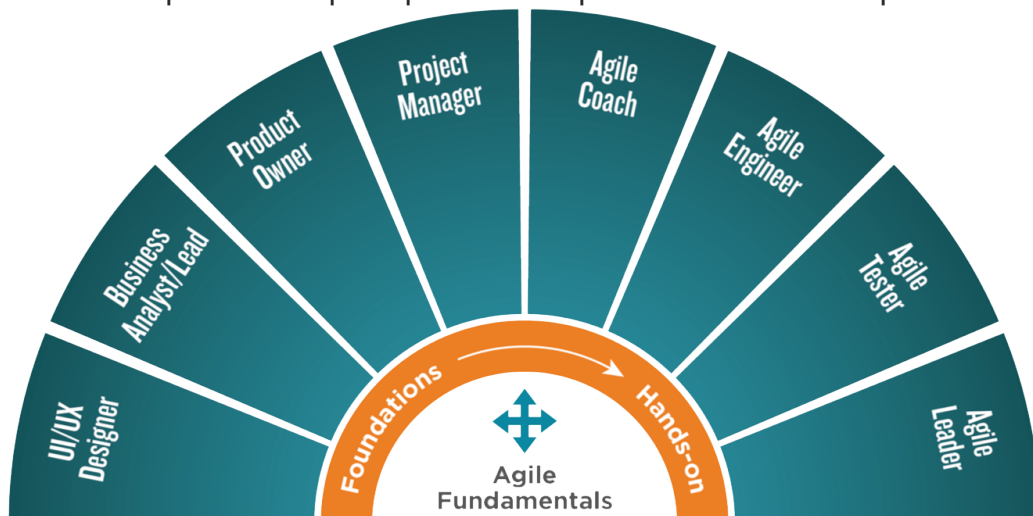 UI/UX
Designer
Business
Analyst/Lead
Product
Owner
Project
Manager
Agile
Coach
Agile
Engineer
Agile
Tester
Agile
Leader
Foundations
Hands-on
Agile
Fundamentals